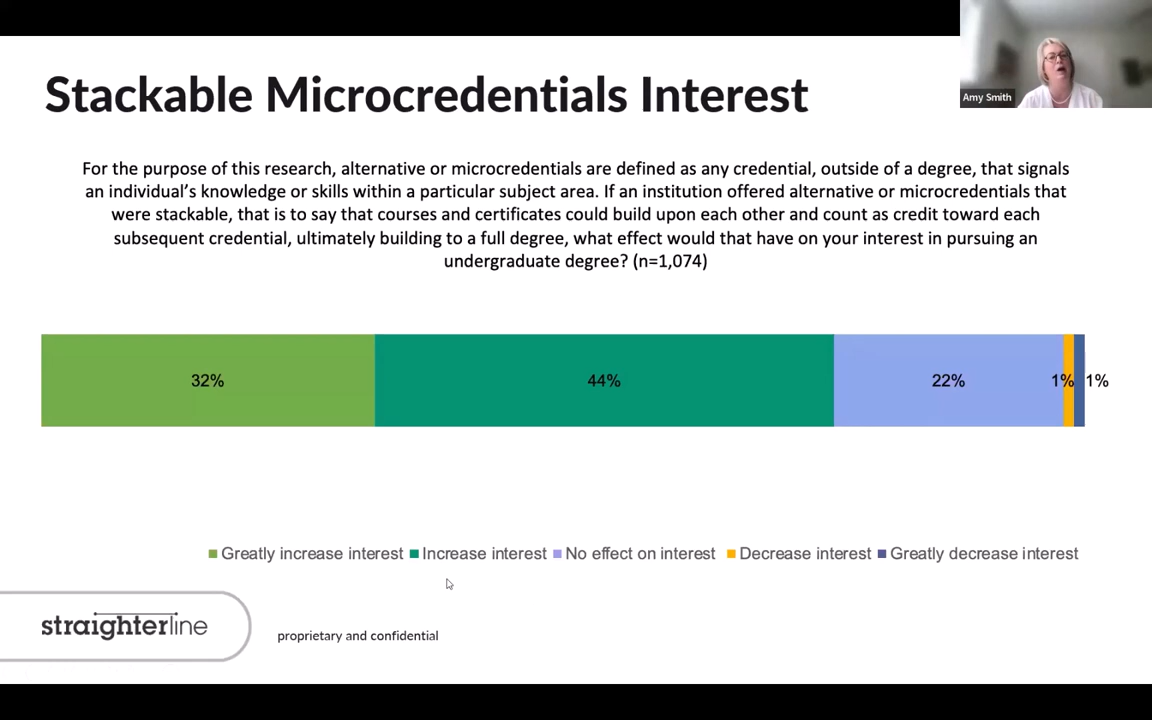 Stackable Microcredentials Interest
Amy Smith
For the purpose of this research, alternative or microcredentials are defined as any credential, outside of a degree, that signals
an individual's knowledge or skills within a particular subject area. If an institution offered alternative or microcredentials that
were stackable, that is to say that courses and certificates could build upon each other and count as credit toward each
subsequent credential, ultimately building to a full degree, what effect would that have on your interest in pursuing an
undergraduate degree? (n=1,074)
32% 44% 22% 1% 1%
Greatly increase interest Increase interest No effect on interest Decrease interest Greatly decrease interest
straighterline
proprietary and confidential